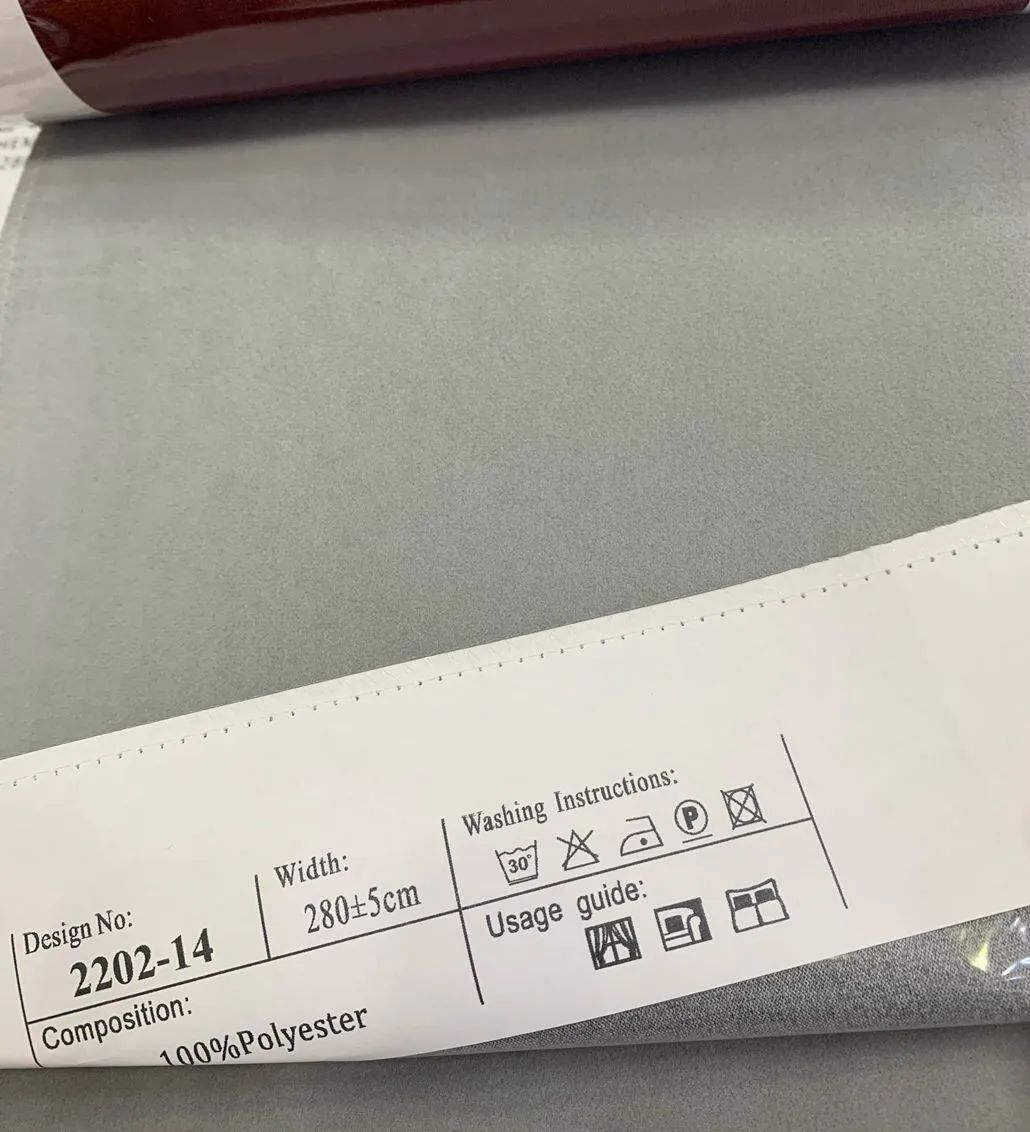 Design No:
2202-14
Width:
280±5cm
Washing Instructions:
30°
P
Usage guide:
Composition:
100%Polyester